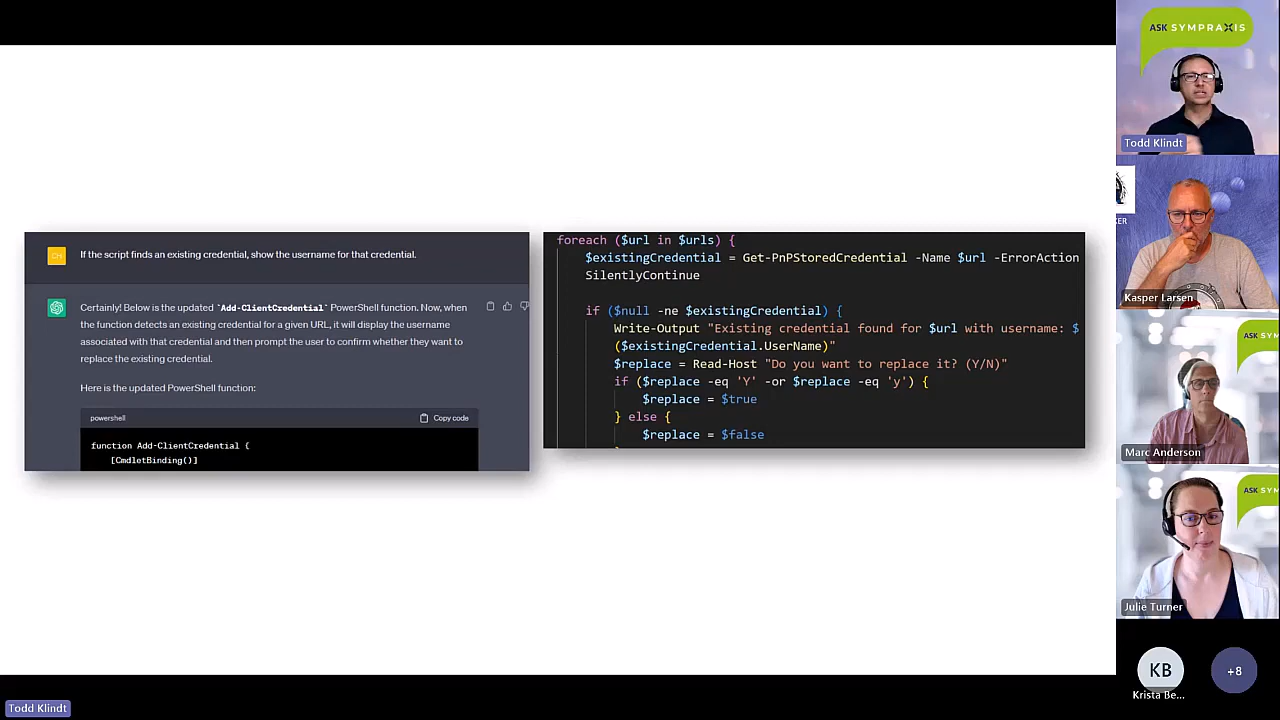 If the script finds an existing credential, show the username for that credential.
Certainly! Below is the updated `Add-ClientCredential` PowerShell function. Now, when
the function detects an existing credential for a given URL, it will display the username
associated with that credential and then prompt the user to confirm whether they want to
replace the existing credential.
Here is the updated PowerShell function:
powershell
Copy code
function Add-ClientCredential {
[CmdletBinding()]
foreach ($url in $urls) {
$existingCredential = Get-PnPStoredCredential -Name $url -ErrorAction
SilentlyContinue
if ($null -ne $existingCredential) {
Write-Output "Existing credential found for $url with username: $
($existingCredential.UserName)"
$replace = Read-Host "Do you want to replace it? (Y/N)"
if ($replace -eq 'Y' -or $replace -eq 'y') {
$replace = $true
} else {
$replace = $false
ASK SYMPRAXIS
Todd Klindt
Kasper Larsen
ASK SYM
Marc Anderson
ASK SYM
Julie Turner
KB
+8
Krista Be...
Todd Klindt